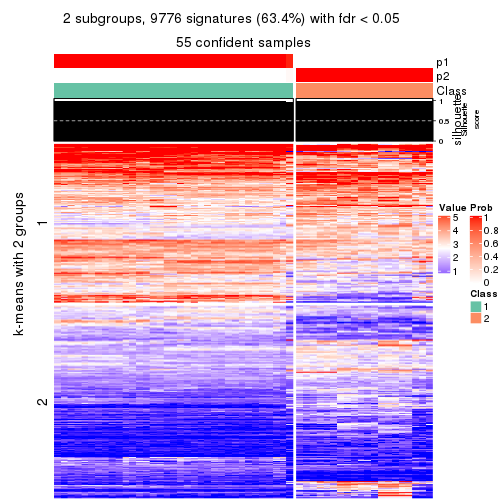 2 subgroups, 9776 signatures (63.4%) with fdr < 0.05
55 confident samples
p1
p2
Class
silhouette
Silhouette
score
1
0.5
0
k-means with 2 groups
1
2
Value
5
4
3
2
1
Prob
1
0.8
0.6
0.4
0.2
0
Class
1
2